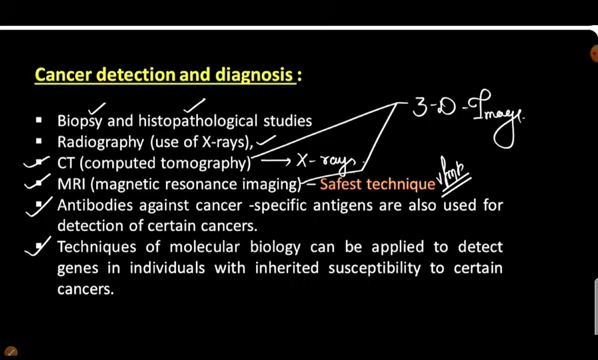 Cancer detection and diagnosis :
▪ Biopsy and histopathological studies
▪ Radiography (use of X-rays),
▪ CT (computed tomography) → X-rays
3-D-Image
▪ MRI (magnetic resonance imaging) – Safest technique
▪ Antibodies against cancer -specific antigens are also used for
detection of certain cancers.
▪ Techniques of molecular biology can be applied to detect
genes in individuals with inherited susceptibility to certain
cancers.